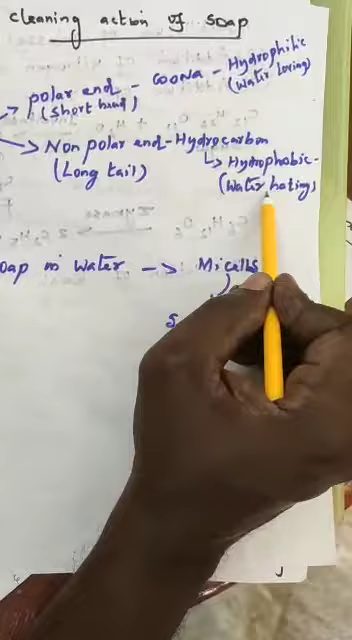 cleaning action of soap
→ polar end - COONa - Hydrophilic
(Short head) (Water loving)
→ Non polar end - Hydrocarbon
(Long tail) ↳ Hydrophobic -
(Water hating)
oap in water → Micells
S